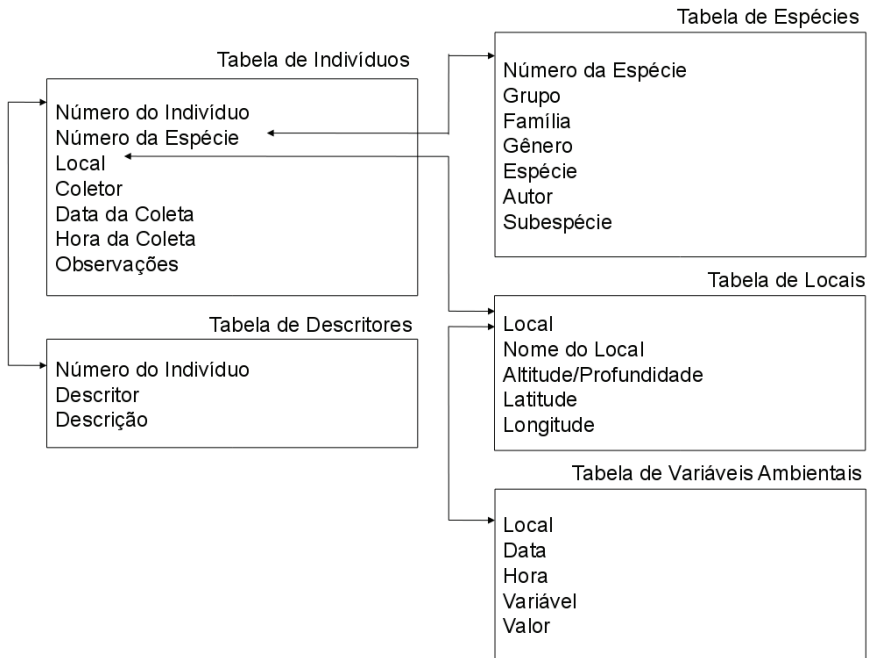 Tabela de Indivíduos
Número do Indivíduo
Número da Espécie
Local
Coletor
Data da Coleta
Hora da Coleta
Observações
Tabela de Descritores
Número do Indivíduo
Descritor
Descrição
Tabela de Espécies
Número da Espécie
Grupo
Família
Gênero
Espécie
Autor
Subespécie
Tabela de Locais
Local
Nome do Local
Altitude/Profundidade
Latitude
Longitude
Tabela de Variáveis Ambientais
Local
Data
Hora
Variável
Valor